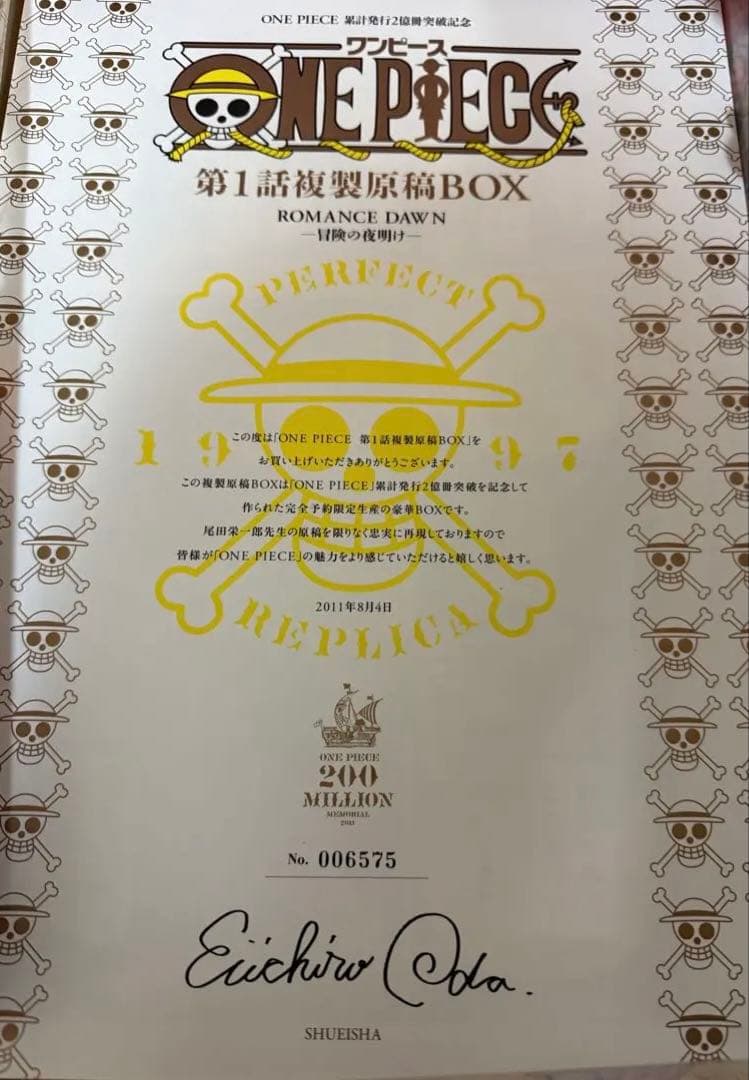 ONE PIECE 累計発行2億冊突破記念
ワンピース
ONE PIECE
第1話複製原稿BOX
ROMANCE DAWN
―冒険の夜明け―
PERFECT
1997
この度は「ONE PIECE 第1話複製原稿BOX」を
お買い上げいただきありがとうございます。
この複製原稿BOXは「ONE PIECE」累計発行2億冊突破を記念して
作られた完全予約限定生産の豪華BOXです。
尾田栄一郎先生の原稿を限りなく忠実に再現しておりますので
皆様が「ONE PIECE」の魅力をより感じていただけると嬉しく思います。
2011年8月4日
REPLICA
ONE PIECE
200
MILLION
MEMORIAL
2011
No. 006575
Eiichiro Oda.
SHUEISHA